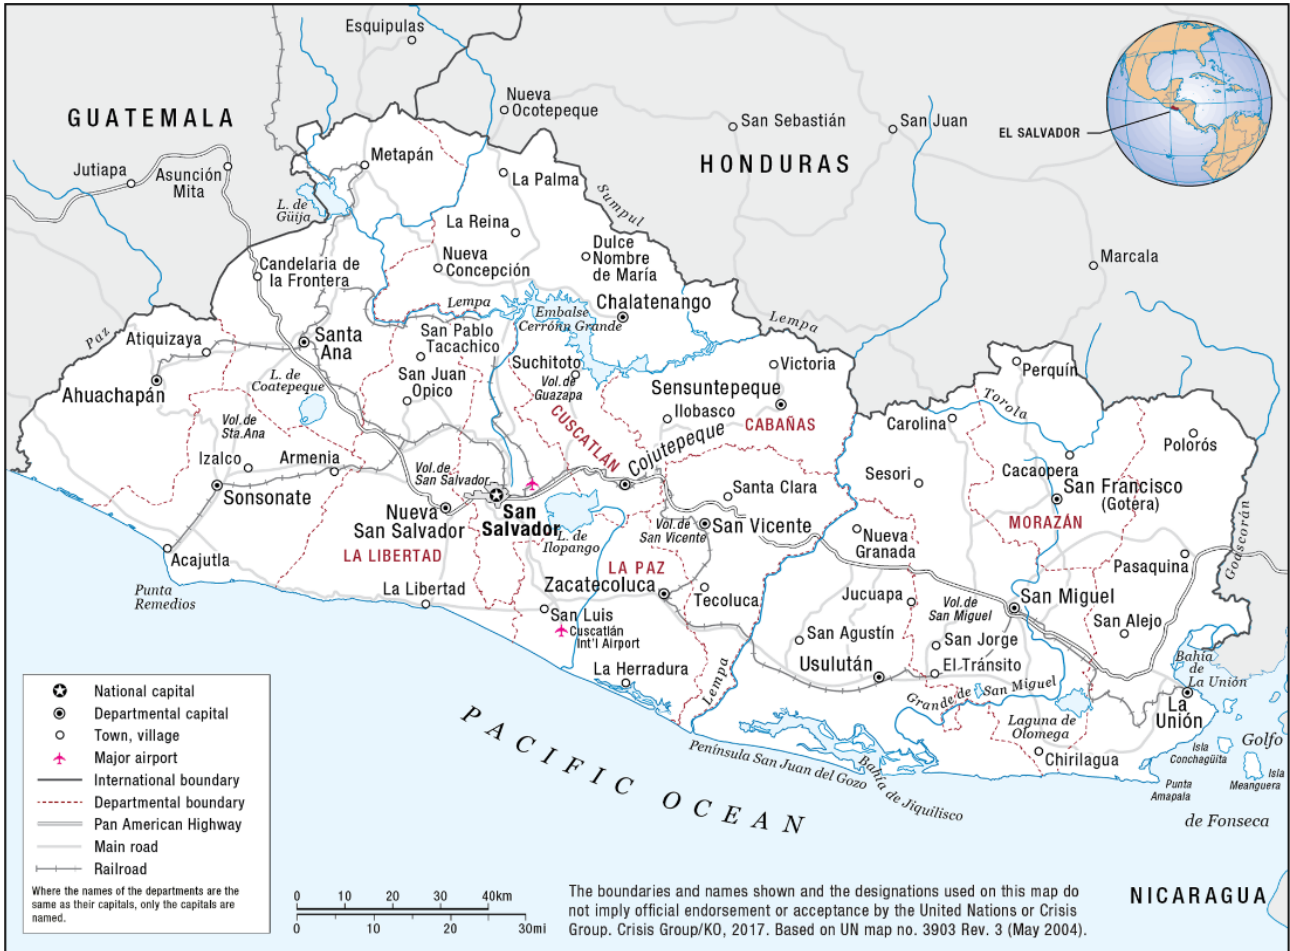 Esquipulas
Nueva
Ocotepeque
GUATEMALA
San Sebastián
San Juan
EL SALVADOR
HONDURAS
Metapán
Jutiapa
Asunción
Mita
La Palma
L. de
Güija
Sumpul
La Reina
Dulce
Nombre
de María
Nueva
Concepción
Marcala
Candelaria de
la Frontera
Lempa
Chalatenango
Embalse
Cerrónn Grande
Lempa
Paz
Atiquizaya
Santa
Ana
San Pablo
Tacachico
Suchitoto
Victoria
Perquín
L. de
Coatepeque
San Juan
Opico
Vol. de
Guazapa
Sensuntepeque
Ahuachapán
Ilobasco
Torola
Vol. de
Sta. Ana
CUSCATLÁN
CABAÑAS
Carolina
Polorós
Cojutepeque
Izalco
Armenia
Vol. de
San Salvador
Sesori
Cacaopera
Sonsonate
Santa Clara
San Francisco
(Gotera)
Nueva
San Salvador
San
Salvador
Vol. de
San Vicente
San Vicente
MORAZÁN
Goascorán
LA LIBERTAD
L. de
Ilopango
Nueva
Granada
Acajutla
LA PAZ
Pasaquina
Punta
Remedios
La Libertad
Zacatecoluca
Tecoluca
Jucuapa
Vol. de
San Miguel
San Miguel
San Luis
Cuscatlán
Int'l Airport
San Agustín
San Jorge
San Alejo
La Herradura
Usulután
El Tránsito
Bahía
de
La Unión
Lempa
Grande de San Miguel
La
Unión
PACIFIC OCEAN
Laguna de
Olomega
Península San Juan del Gozo
Bahía de Jiquilisco
Chirilagua
Isla
Conchagüita
Golfo
Isla
Meanguera
Punta
Amapala
de Fonseca
NICARAGUA
National capital
Departmental capital
Town, village
Major airport
International boundary
Departmental boundary
Pan American Highway
Main road
Railroad
Where the names of the departments are the
same as their capitals, only the capitals are
named.
0 10 20 30 40km
0 10 20 30mi
The boundaries and names shown and the designations used on this map do
not imply official endorsement or acceptance by the United Nations or Crisis
Group. Crisis Group/KO, 2017. Based on UN map no. 3903 Rev. 3 (May 2004).